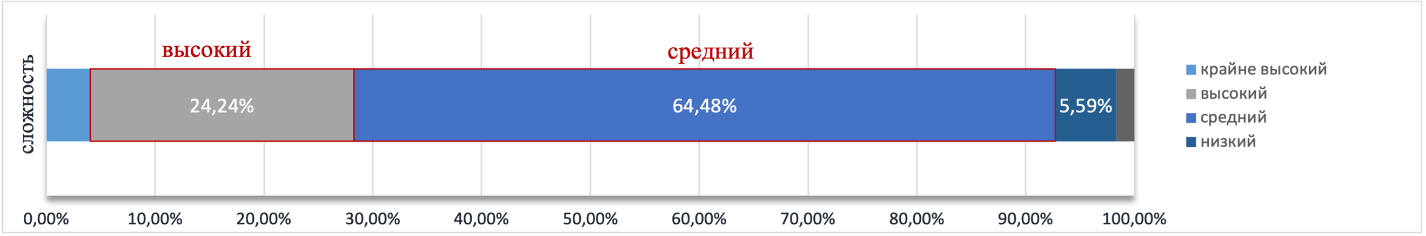 высокий
средний
сложность
24,24%
64,48%
5,59%
крайне высокий
высокий
средний
низкий
0,00%
10,00%
20,00%
30,00%
40,00%
50,00%
60,00%
70,00%
80,00%
90,00%
100,00%